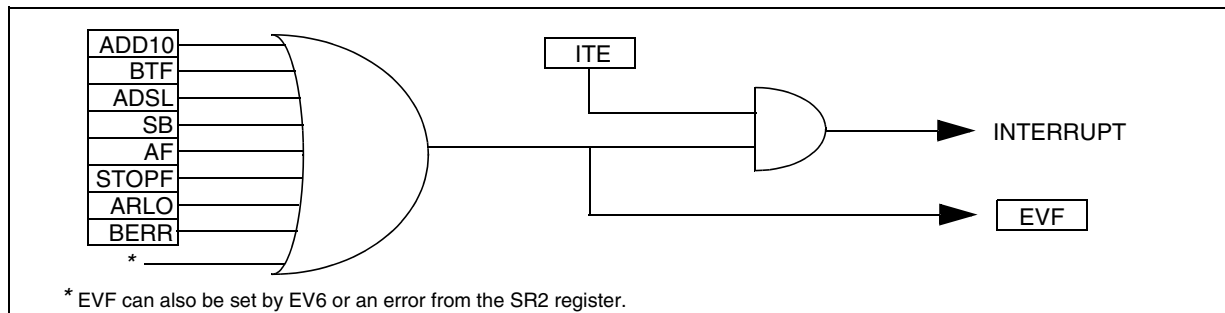 ADD10
BTF
ADSL
SB
AF
STOPF
ARLO
BERR
*
ITE
INTERRUPT
EVF
* EVF can also be set by EV6 or an error from the SR2 register.